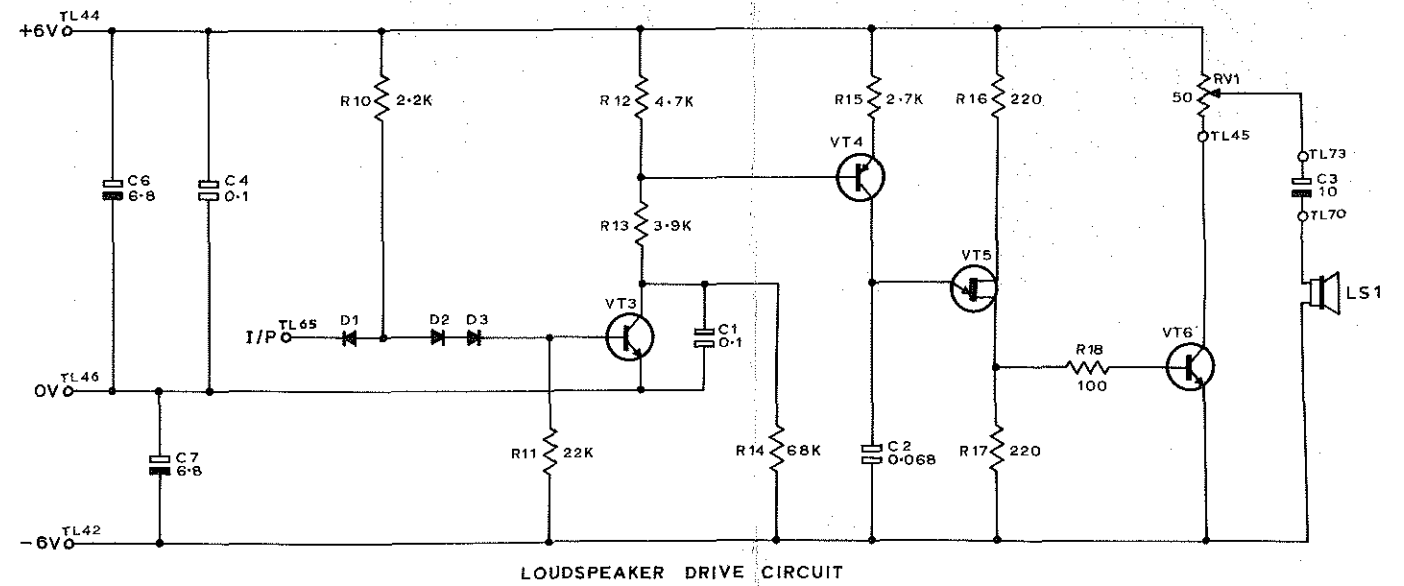 TL44
+6V
R10 2·2K
R12 4·7K
R15 2·7K
R16 220
RV1
50
TL45
VT4
TL73
C3
10
TL70
C6
6·8
C4
0·1
R13 3·9K
VT5
LS1
VT3
C1
0·1
I/P TL65 D1 D2 D3
VT6
R18
100
0V TL46
C7
6·8
R11 22K
R14 68K
C2
0·068
R17 220
-6V TL42
LOUDSPEAKER DRIVE CIRCUIT